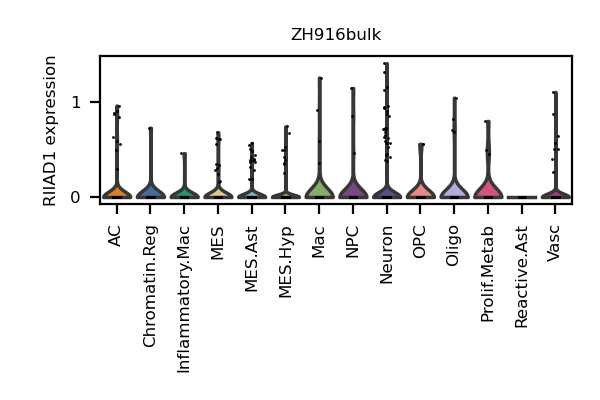 ZH916bulk
RIIAD1 expression
1
0
AC
Chromatin.Reg
Inflammatory.Mac
MES
MES.Ast
MES.Hyp
Mac
NPC
Neuron
OPC
Oligo
Prolif.Metab
Reactive.Ast
Vasc